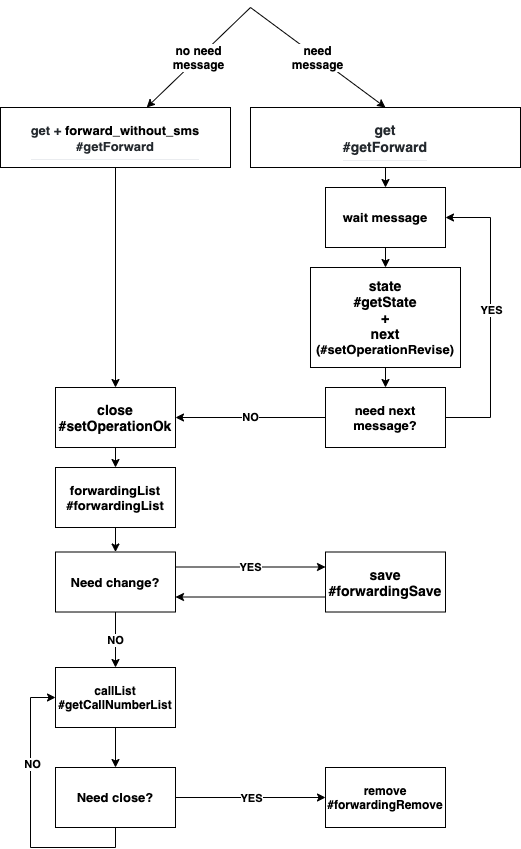 no need
message
need
message
get + forward_without_sms
#getForward
get
#getForward
wait message
state
#getState
+
next
(#setOperationRevise)
YES
close
#setOperationOk
NO
need next
message?
forwardingList
#forwardingList
Need change?
YES
save
#forwardingSave
NO
callList
#getCallNumberList
NO
Need close?
YES
remove
#forwardingRemove